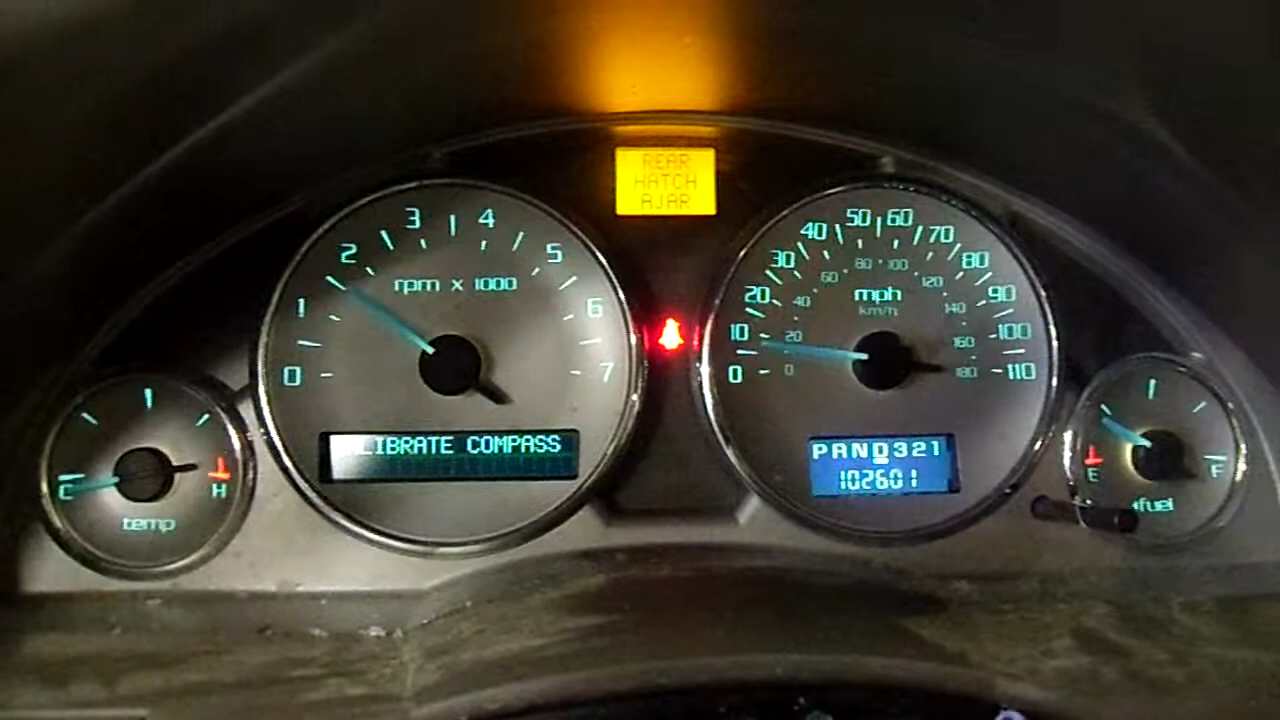 REAR
HATCH
AJAR
0 1 2 3 4 5 6 7
rpm x 1000
LIBRATE COMPASS
0 10 20 30 40 50 60 70 80 90 100 110
0 20 40 60 80 100 120 140 160 180
mph
km/h
PRND321
102601
C H
temp
E F
fuel